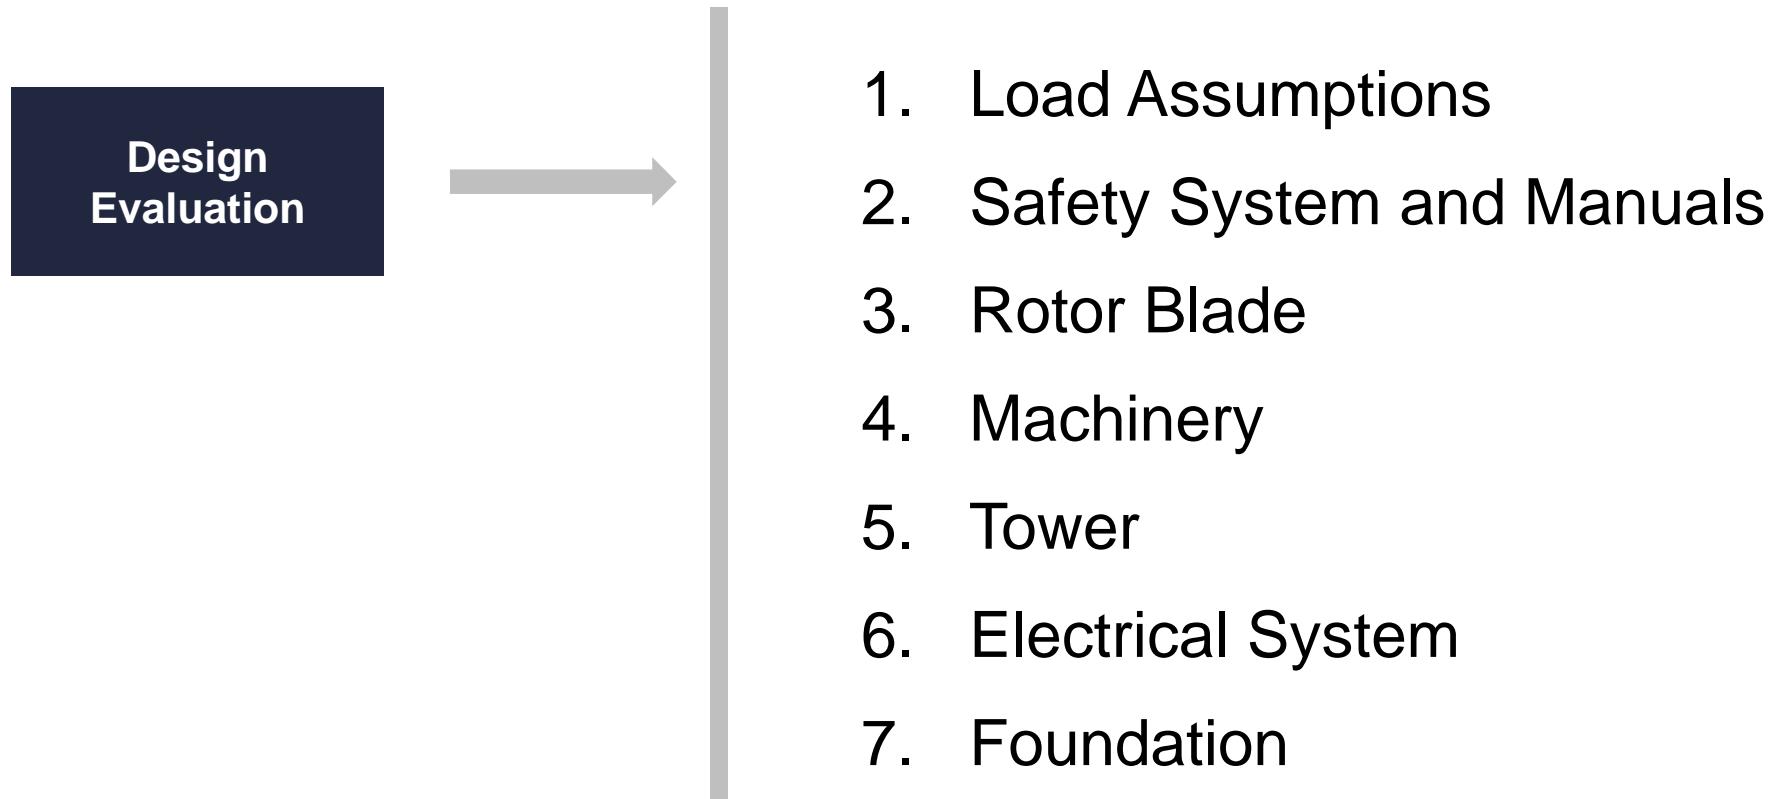 Design
Evaluation
1. Load Assumptions
2. Safety System and Manuals
3. Rotor Blade
4. Machinery
5. Tower
6. Electrical System
7. Foundation